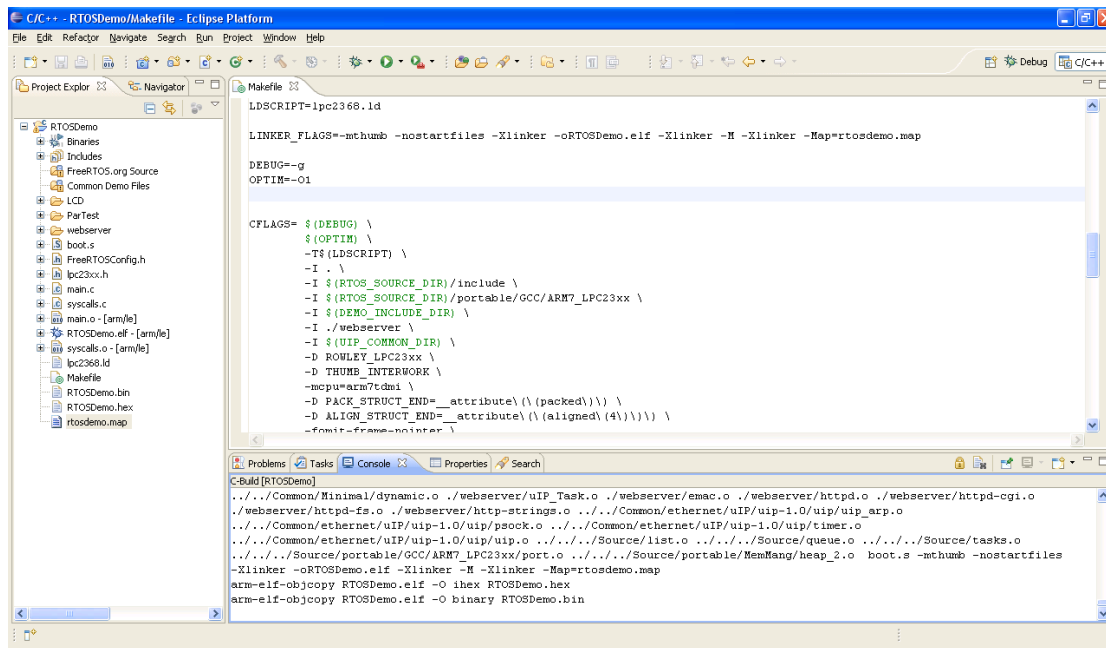 C/C++ - RTOSDemo/Makefile - Eclipse Platform
File Edit Refactor Navigate Search Run Project Window Help
Debug C/C++
Project Explor Navigator
RTOSDemo
Binaries
Includes
FreeRTOS.org Source
Common Demo Files
LCD
ParTest
webserver
boot.s
FreeRTOSConfig.h
lpc23xx.h
main.c
syscalls.c
main.o - [arm/le]
RTOSDemo.elf - [arm/le]
syscalls.o - [arm/le]
lpc2368.ld
Makefile
RTOSDemo.bin
RTOSDemo.hex
rtosdemo.map
Makefile
LDSCRIPT=lpc2368.ld
LINKER_FLAGS=-mthumb -nostartfiles -Xlinker -oRTOSDemo.elf -Xlinker -M -Xlinker -Map=rtosdemo.map
DEBUG=-g
OPTIM=-O1
CFLAGS= $(DEBUG) \
$(OPTIM) \
-T$(LDSCRIPT) \
-I . \
-I $(RTOS_SOURCE_DIR)/include \
-I $(RTOS_SOURCE_DIR)/portable/GCC/ARM7_LPC23xx \
-I $(DEMO_INCLUDE_DIR) \
-I ./webserver \
-I $(UIP_COMMON_DIR) \
-D ROWLEY_LPC23xx \
-D THUMB_INTERWORK \
-mcpu=arm7tdmi \
-D PACK_STRUCT_END=__attribute\(\(packed\)\) \
-D ALIGN_STRUCT_END=__attribute\(\(aligned\(4\)\)\) \
-fomit-frame-pointer \
Problems Tasks Console Properties Search
C-Build [RTOSDemo]
../../Common/Minimal/dynamic.o ./webserver/uIP_Task.o ./webserver/emac.o ./webserver/httpd.o ./webserver/httpd-cgi.o
./webserver/httpd-fs.o ./webserver/http-strings.o ../../Common/ethernet/uIP/uip-1.0/uip/uip_arp.o
../../Common/ethernet/uIP/uip-1.0/uip/psock.o ../../Common/ethernet/uIP/uip-1.0/uip/timer.o
../../Common/ethernet/uIP/uip-1.0/uip/uip.o ../../../Source/list.o ../../../Source/queue.o ../../../Source/tasks.o
../../../Source/portable/GCC/ARM7_LPC23xx/port.o ../../../Source/portable/MemMang/heap_2.o boot.s -mthumb -nostartfiles
-Xlinker -oRTOSDemo.elf -Xlinker -M -Xlinker -Map=rtosdemo.map
arm-elf-objcopy RTOSDemo.elf -O ihex RTOSDemo.hex
arm-elf-objcopy RTOSDemo.elf -O binary RTOSDemo.bin